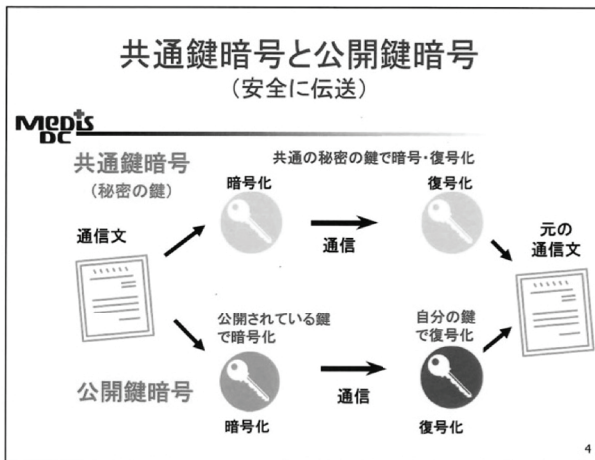 共通鍵暗号と公開鍵暗号
(安全に伝送)
MEDIS
DC
共通鍵暗号
(秘密の鍵)
共通の秘密の鍵で暗号・復号化
暗号化
復号化
通信文
通信
元の
通信文
公開されている鍵
で暗号化
自分の鍵
で復号化
公開鍵暗号
通信
暗号化
復号化
4